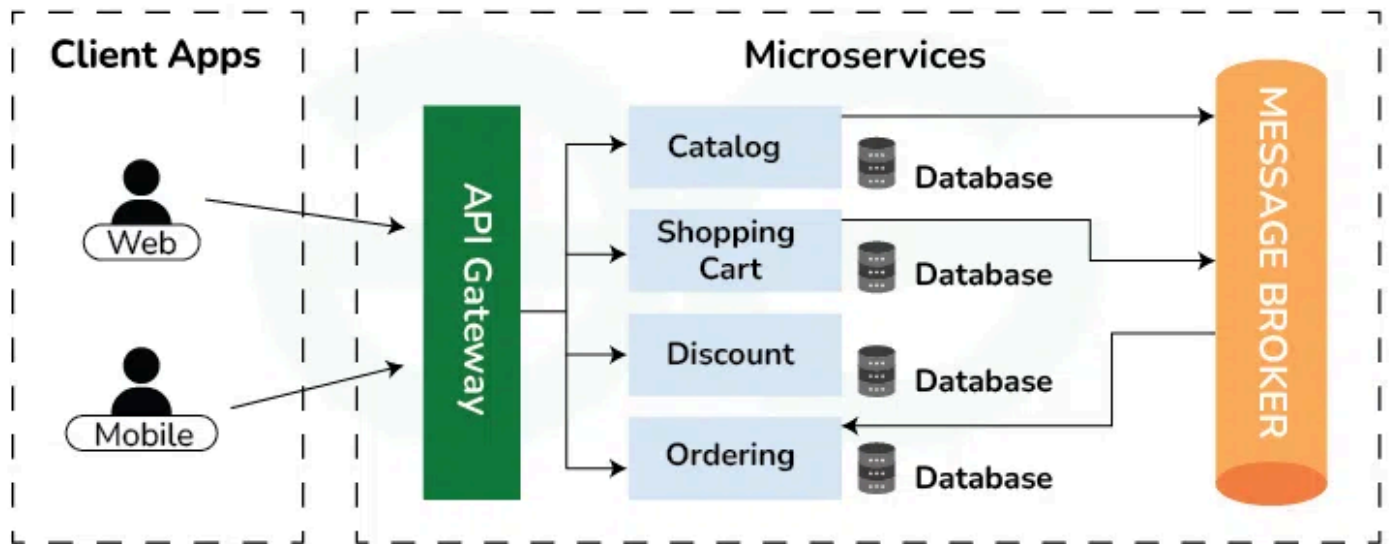 Client Apps
Microservices
Web
Mobile
API Gateway
Catalog
Database
Shopping
Cart
Database
Discount
Database
Ordering
Database
MESSAGE BROKER